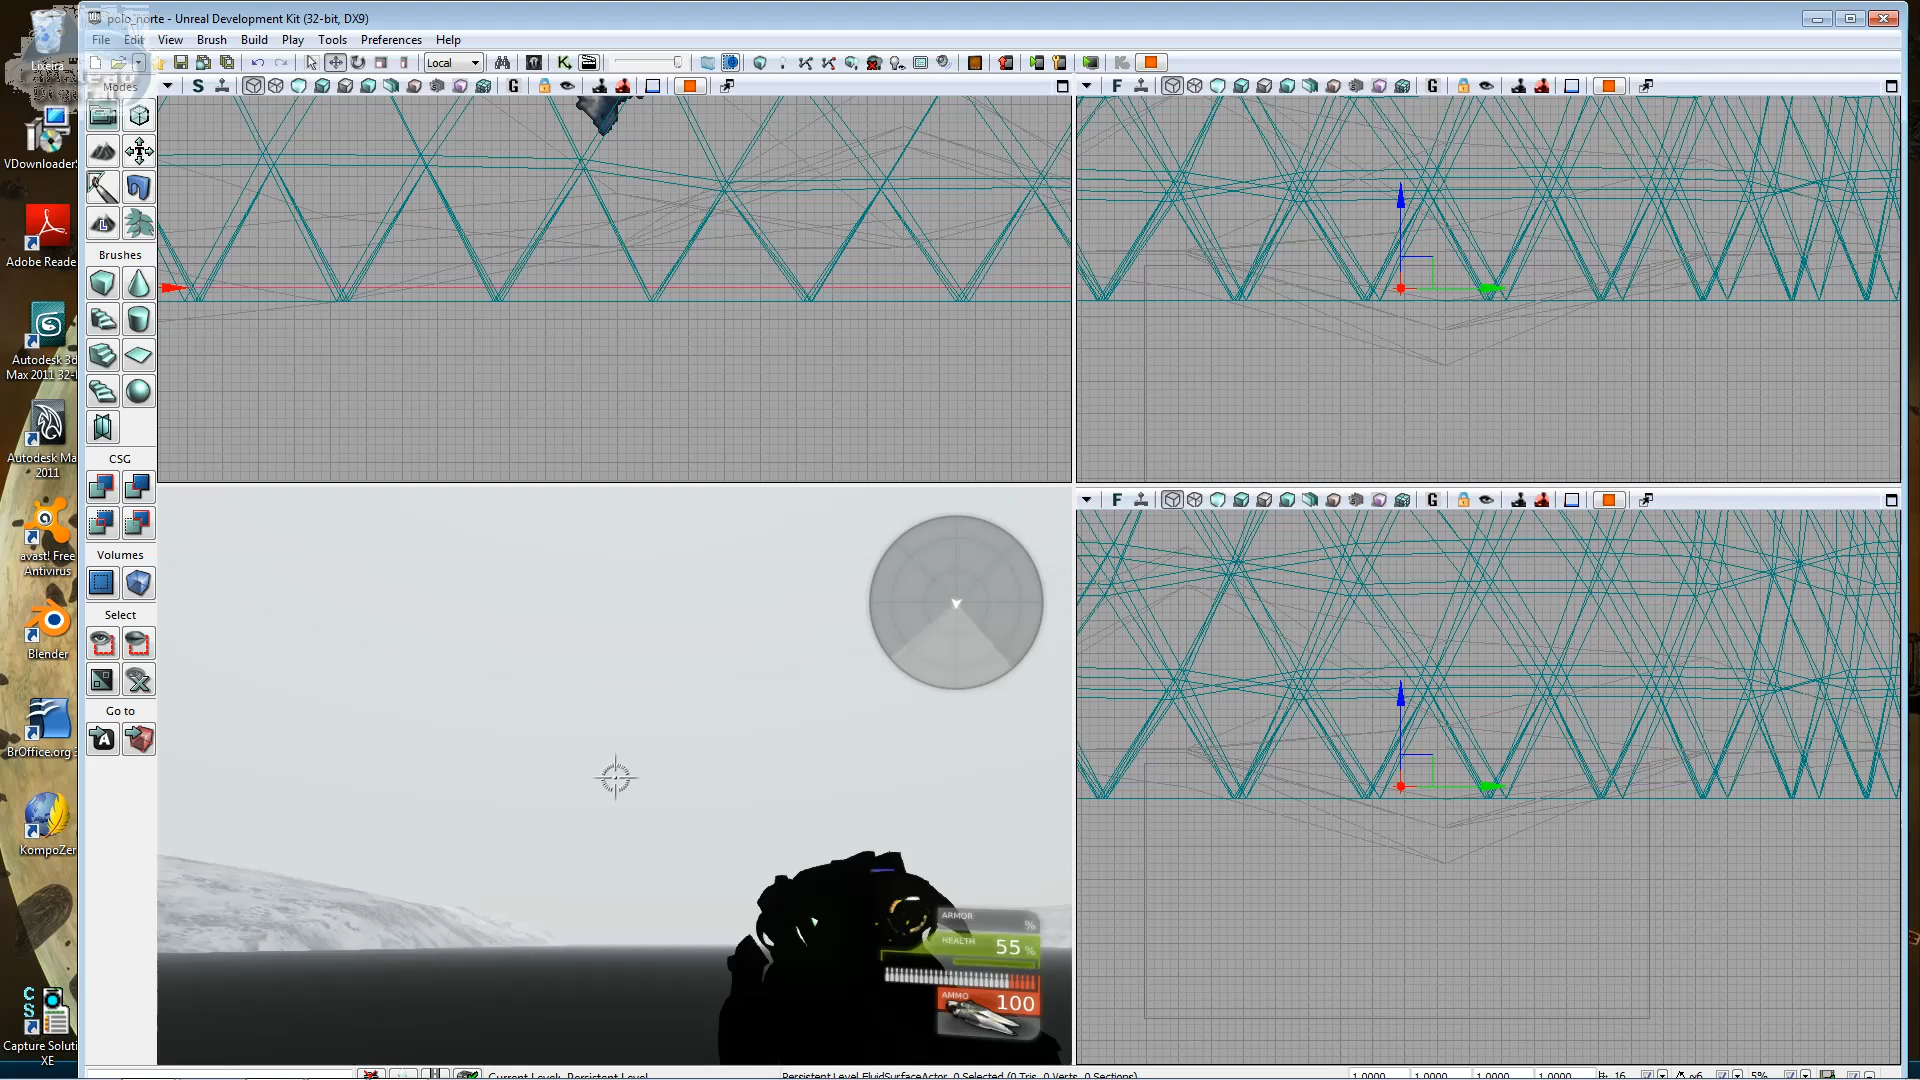 polo_norte - Unreal Development Kit (32-bit, DX9)
File Edit View Brush Build Play Tools Preferences Help
Local
Modes
S
G
F
G
Brushes
CSG
Volumes
Select
Go to
F
G
ARMOR
%
HEALTH
55 %
AMMO
100
Lixeira
VDownloader
Adobe Reade
Autodesk 3d
Max 2011 32-
Autodesk Ma
2011
avast! Free
Antivirus
Blender
BrOffice.org 3
KompoZer
Capture Soluti
XE
Current Level: Persistent Level
Persistent Level.FluidSurfaceActor_0 Selected (0 Tris, 0 Verts, 0 Sections)
1.0000 1.0000 1.0000 1.0000
16
5%